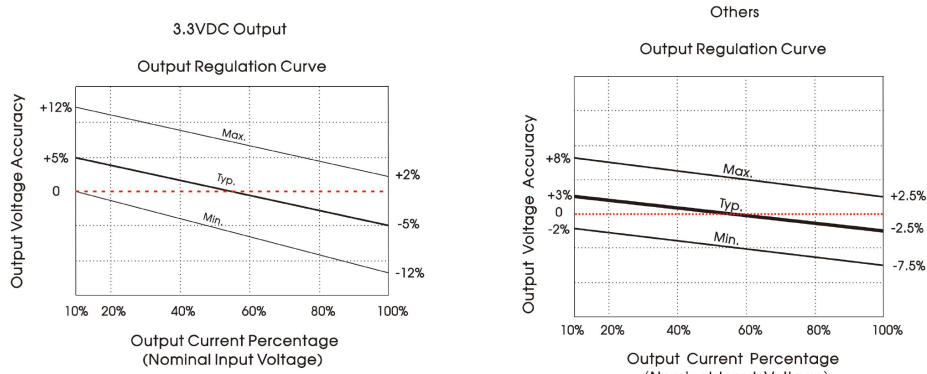 3.3VDC Output
Output Regulation Curve
Output Voltage Accuracy
+12%
+5%
0
Max.
Typ.
Min.
+2%
-5%
-12%
10% 20% 40% 60% 80% 100%
Output Current Percentage
(Nominal Input Voltage)
Others
Output Regulation Curve
Output Voltage Accuracy
+8%
+3%
0
-2%
Max.
Typ.
Min.
+2.5%
-2.5%
-7.5%
10% 20% 40% 60% 80% 100%
Output Current Percentage